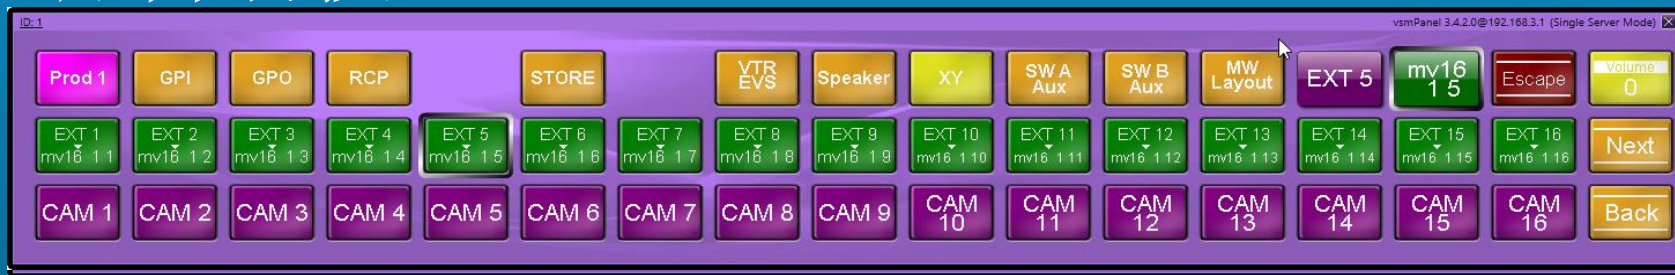 ID: 1
vsmPanel 3.4.2.0@192.168.3.1 (Single Server Mode)
Prod 1
GPI
GPO
RCP
STORE
VTR
EVS
Speaker
XY
SW A
Aux
SW B
Aux
MW
Layout
EXT 5
mv16
1 5
Escape
Volume
0
EXT 1
mv16 1 1
EXT 2
mv16 1 2
EXT 3
mv16 1 3
EXT 4
mv16 1 4
EXT 5
mv16 1 5
EXT 6
mv16 1 6
EXT 7
mv16 1 7
EXT 8
mv16 1 8
EXT 9
mv16 1 9
EXT 10
mv16 1 10
EXT 11
mv16 1 11
EXT 12
mv16 1 12
EXT 13
mv16 1 13
EXT 14
mv16 1 14
EXT 15
mv16 1 15
EXT 16
mv16 1 16
Next
CAM 1
CAM 2
CAM 3
CAM 4
CAM 5
CAM 6
CAM 7
CAM 8
CAM 9
CAM
10
CAM
11
CAM
12
CAM
13
CAM
14
CAM
15
CAM
16
Back